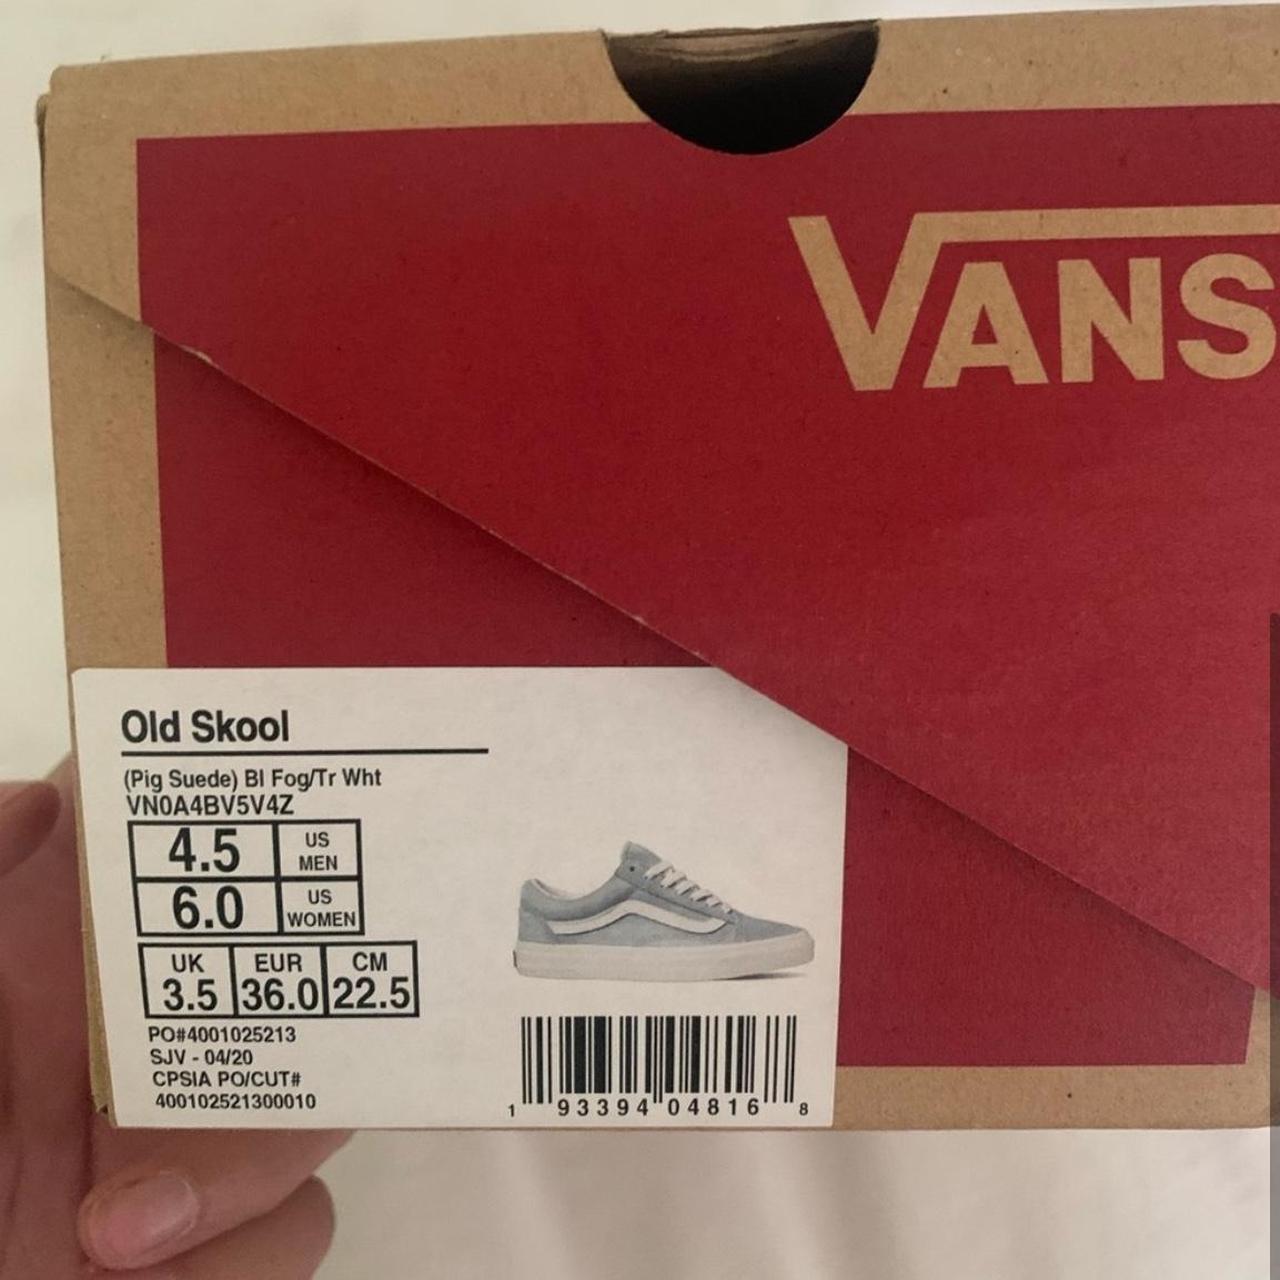 VANS
Old Skool
(Pig Suede) Bl Fog/Tr Wht
VN0A4BV5V4Z
4.5 US MEN
6.0 US WOMEN
UK EUR CM
3.5 36.0 22.5
PO#4001025213
SJV - 04/20
CPSIA PO/CUT#
400102521300010
1 93394 04816 8